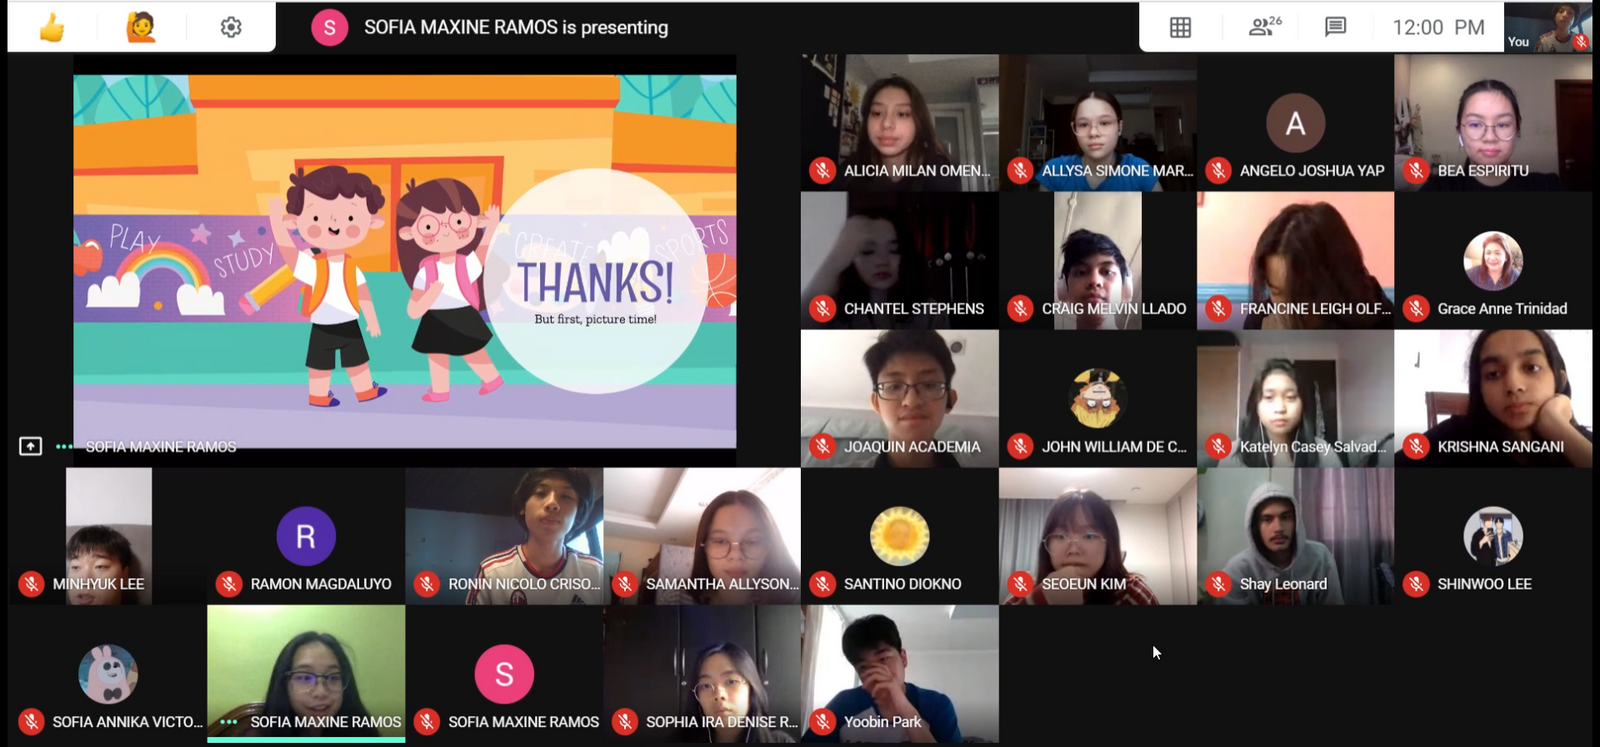 S SOFIA MAXINE RAMOS is presenting
26
12:00 PM
You
PLAY
STUDY
CREATE
SPORTS
THANKS!
But first, picture time!
SOFIA MAXINE RAMOS
ALICIA MILAN OMEN...
ALLYSA SIMONE MAR...
A
ANGELO JOSHUA YAP
BEA ESPIRITU
CHANTEL STEPHENS
CRAIG MELVIN LLADO
FRANCINE LEIGH OLF...
Grace Anne Trinidad
JOAQUIN ACADEMIA
JOHN WILLIAM DE C...
Katelyn Casey Salvad...
KRISHNA SANGANI
MINHYUK LEE
R
RAMON MAGDALUYO
RONIN NICOLO CRISO...
SAMANTHA ALLYSON...
SANTINO DIOKNO
SEOEUN KIM
Shay Leonard
SHINWOO LEE
SOFIA ANNIKA VICTO...
SOFIA MAXINE RAMOS
S
SOFIA MAXINE RAMOS
SOPHIA IRA DENISE R...
Yoobin Park